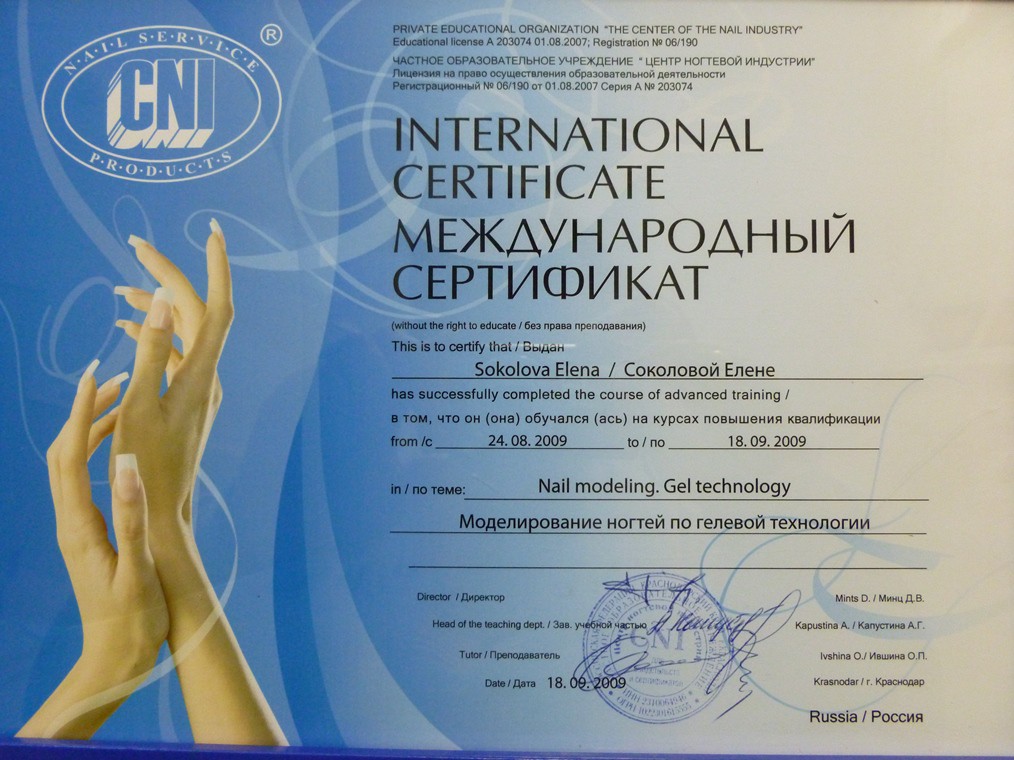 N·A·I·L S·E·R·V·I·C·E
®
CNI
P·R·O·D·U·C·T·S
PRIVATE EDUCATIONAL ORGANIZATION "THE CENTER OF THE NAIL INDUSTRY"
Educational license A 203074 01.08.2007; Registration № 06/190
ЧАСТНОЕ ОБРАЗОВАТЕЛЬНОЕ УЧРЕЖДЕНИЕ " ЦЕНТР НОГТЕВОЙ ИНДУСТРИИ"
Лицензия на право осуществления образовательной деятельности
Регистрационный № 06/190 от 01.08.2007 Серия А № 203074
INTERNATIONAL
CERTIFICATE
МЕЖДУНАРОДНЫЙ
СЕРТИФИКАТ
(without the right to educate / без права преподавания)
This is to certify that / Выдан
Sokolova Elena / Соколовой Елене
has successfully completed the course of advanced training /
в том, что он (она) обучался (ась) на курсах повышения квалификации
from /с 24. 08. 2009 to / по 18. 09. 2009
in / по теме: Nail modeling. Gel technology
Моделирование ногтей по гелевой технологии
Director / Директор Mints D. / Минц Д.В.
Head of the teaching dept. / Зав. учебной частью Kapustina A. / Капустина А.Г.
Tutor / Преподаватель Ivshina O./ Ившина О.П.
Date / Дата 18. 09. 2009 Krasnodar / г. Краснодар
Russia / Россия
CNI